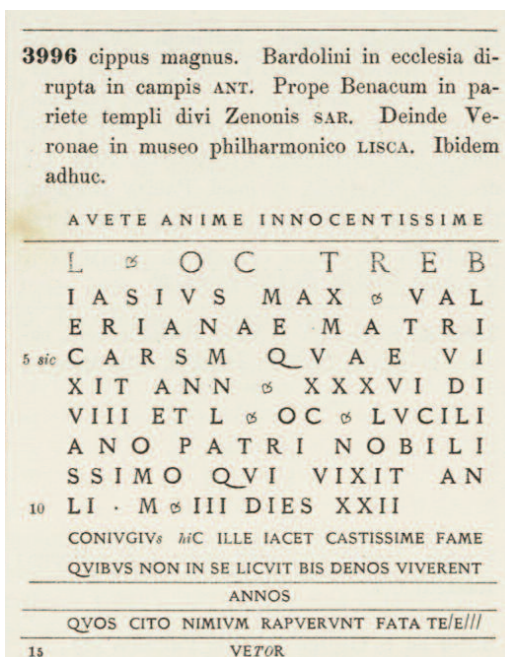 3996 cippus magnus. Bardolini in ecclesia di-
rupta in campis ANT. Prope Benacum in pa-
riete templi divi Zenonis SAR. Deinde Ve-
ronae in museo philharmonico LISCA. Ibidem
adhuc.
AVETE ANIME INNOCENTISSIME
L ❧ OC TREB
IASIVS MAX ❧ VAL
ERIANAE MATRI
5 sic CARSM QVAE VI
XIT ANN ❧ XXXVI DI
VIII ET L ❧ OC ❧ LVCILI
ANO PATRI NOBILI
SSIMO QVI VIXIT AN
10 LI · M ❧ III DIES XXII
CONIVGIVs hiC ILLE IACET CASTISSIME FAME
QVIBVS NON IN SE LICVIT BIS DENOS VIVERENT
ANNOS
QVOS CITO NIMIVM RAPVERVNT FATA TE/E///
15 VETOR